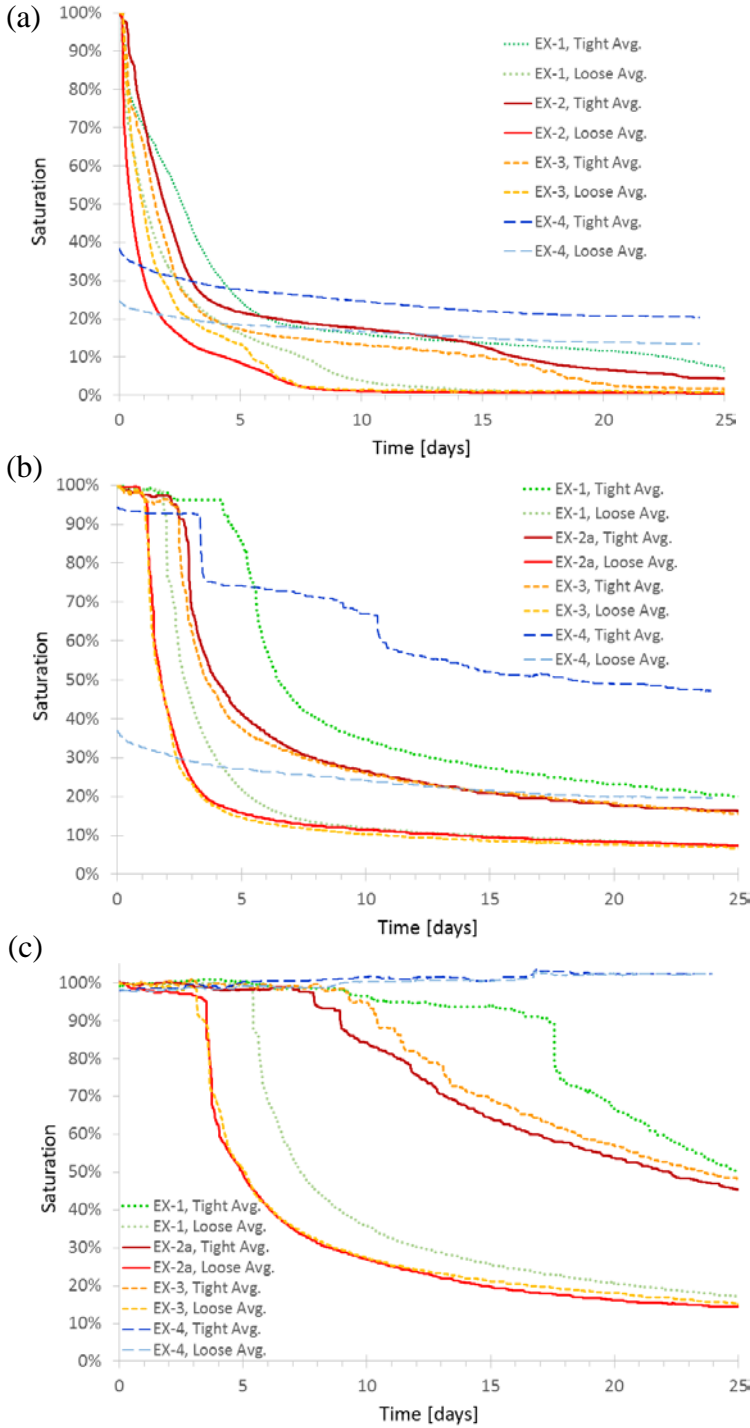 (a)
100%
90%
80%
70%
60%
50%
40%
30%
20%
10%
0%
Saturation
0
5
10
15
20
25
Time [days]
EX-1, Tight Avg.
EX-1, Loose Avg.
EX-2, Tight Avg.
EX-2, Loose Avg.
EX-3, Tight Avg.
EX-3, Loose Avg.
EX-4, Tight Avg.
EX-4, Loose Avg.
(b)
100%
90%
80%
70%
60%
50%
40%
30%
20%
10%
0%
Saturation
0
5
10
15
20
25
Time [days]
EX-1, Tight Avg.
EX-1, Loose Avg.
EX-2a, Tight Avg.
EX-2a, Loose Avg.
EX-3, Tight Avg.
EX-3, Loose Avg.
EX-4, Tight Avg.
EX-4, Loose Avg.
(c)
100%
90%
80%
70%
60%
50%
40%
30%
20%
10%
0%
Saturation
0
5
10
15
20
25
Time [days]
EX-1, Tight Avg.
EX-1, Loose Avg.
EX-2a, Tight Avg.
EX-2a, Loose Avg.
EX-3, Tight Avg.
EX-3, Loose Avg.
EX-4, Tight Avg.
EX-4, Loose Avg.